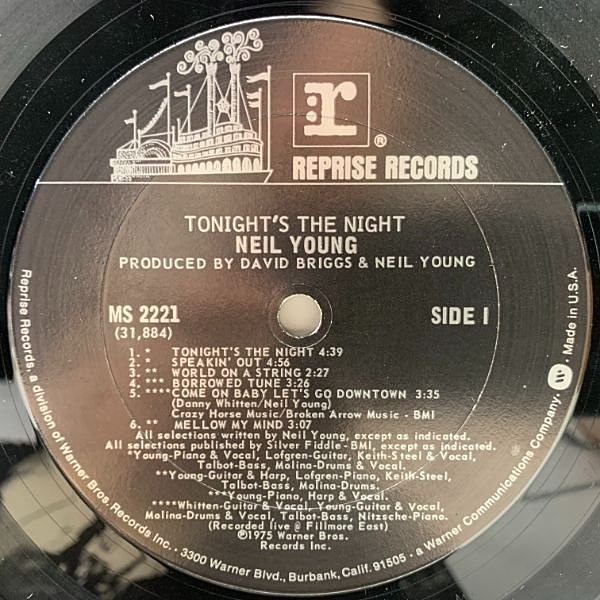 r
®
REPRISE RECORDS
TONIGHT'S THE NIGHT
NEIL YOUNG
PRODUCED BY DAVID BRIGGS & NEIL YOUNG
MS 2221
SIDE 1
(31,884)
1. * TONIGHT'S THE NIGHT 4:39
2. * SPEAKIN' OUT 4:56
3. ** WORLD ON A STRING 2:27
4. *** BORROWED TUNE 3:26
5. ****COME ON BABY LET'S GO DOWNTOWN 3:35
(Danny Whitten/Neil Young)
Crazy Horse Music/Broken Arrow Music - BMI
6. ** MELLOW MY MIND 3:07
All selections written by Neil Young, except as indicated.
All selections published by Silver Fiddle-BMI, except as indicated.
*Young-Piano & Vocal, Lofgren-Guitar, Keith-Steel & Vocal,
Talbot-Bass, Molina-Drums & Vocal.
**Young-Guitar & Harp, Lofgren-Piano, Keith-Steel,
Talbot-Bass, Molina-Drums.
***Young-Piano, Harp & Vocal.
****Whitten-Guitar & Vocal, Young-Guitar & Vocal,
Molina-Drums & Vocal, Talbot-Bass, Nitzsche-Piano.
(Recorded live @ Fillmore East)
©1975 Warner Bros.
Records Inc.
Reprise Records, a division of Warner Bros. Records Inc. • 3300 Warner Blvd., Burbank, Calif. 91505 • a Warner Communications Company. W • Made in U.S.A.